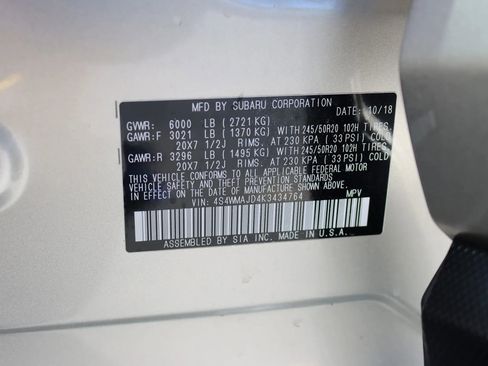 MFD BY SUBARU CORPORATION
DATE: 10/18
GVWR: 6000 LB (2721 KG)
GAWR:F 3021 LB (1370 KG) WITH 245/50R20 102H TIRES,
20X7 1/2J RIMS. AT 230 KPA (33 PSI) COLD
GAWR:R 3296 LB (1495 KG) WITH 245/50R20 102H TIRES,
20X7 1/2J RIMS. AT 230 KPA (33 PSI) COLD
THIS VEHICLE CONFORMS TO ALL APPLICABLE FEDERAL MOTOR
VEHICLE SAFETY AND THEFT PREVENTION STANDARDS IN
EFFECT ON THE DATE OF MANUFACTURE SHOWN ABOVE.
VIN: 4S4WMAJD4K3434764
MPV
ASSEMBLED BY SIA INC. MADE IN U.S.A.